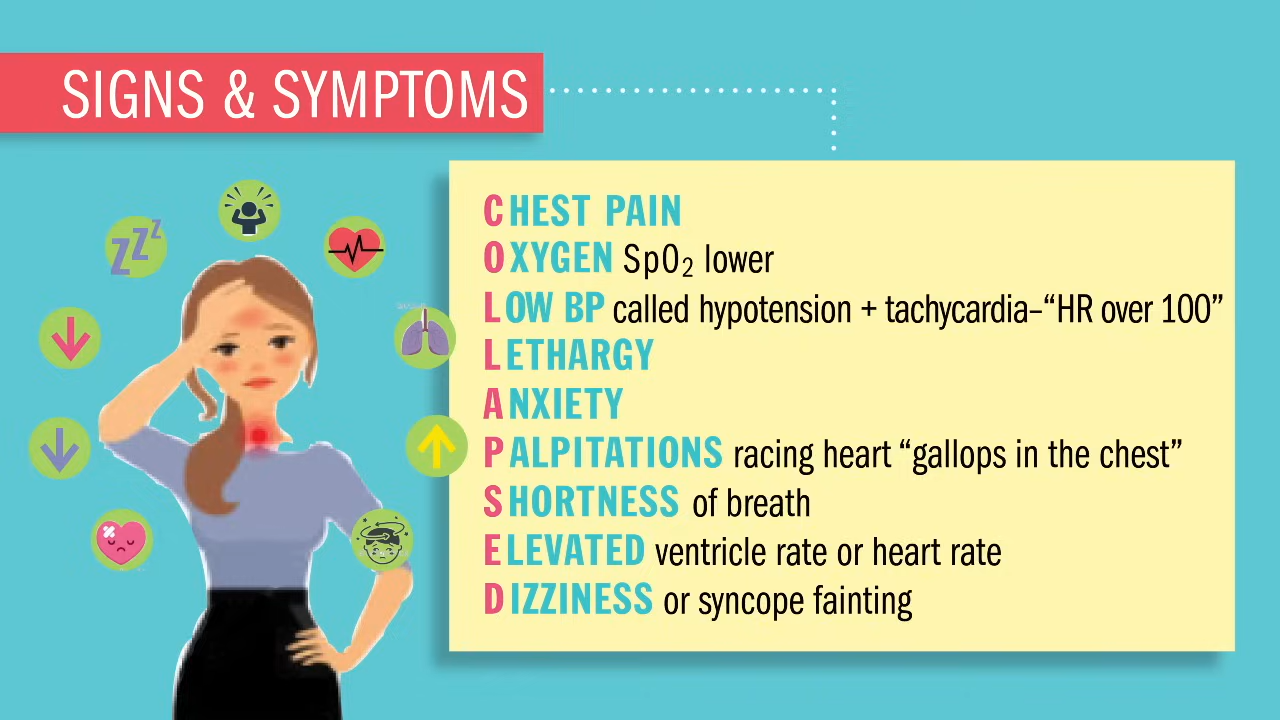 SIGNS & SYMPTOMS
ZZZ
CHEST PAIN
OXYGEN SpO₂ lower
LOW BP called hypotension + tachycardia–“HR over 100”
LETHARGY
ANXIETY
PALPITATIONS racing heart “gallops in the chest”
SHORTNESS of breath
ELEVATED ventricle rate or heart rate
DIZZINESS or syncope fainting